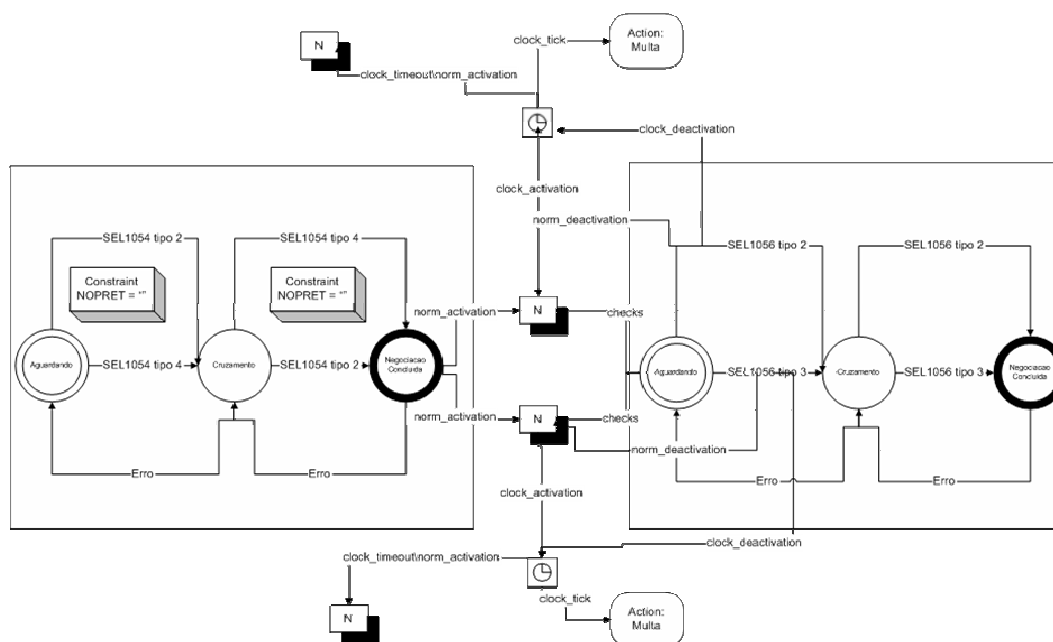 N
clock_tick
Action:
Multa
clock_timeout\norm_activation
clock_deactivation
clock_activation
norm_deactivation
SEL1054 tipo 2
SEL1054 tipo 4
SEL1056 tipo 2
SEL1056 tipo 2
Constraint
NOPRET = “”
Constraint
NOPRET = “”
norm_activation
N
checks
Aguardando
SEL1054 tipo 4
Cruzamento
SEL1054 tipo 2
Negociacao
Concluida
Aguardando
SEL1056 tipo 3
Cruzamento
SEL1056 tipo 3
Negociacao
Concluida
norm_activation
N
checks
norm_deactivation
Erro
Erro
Erro
Erro
clock_activation
clock_deactivation
clock_timeout\norm_activation
clock_tick
N
Action:
Multa